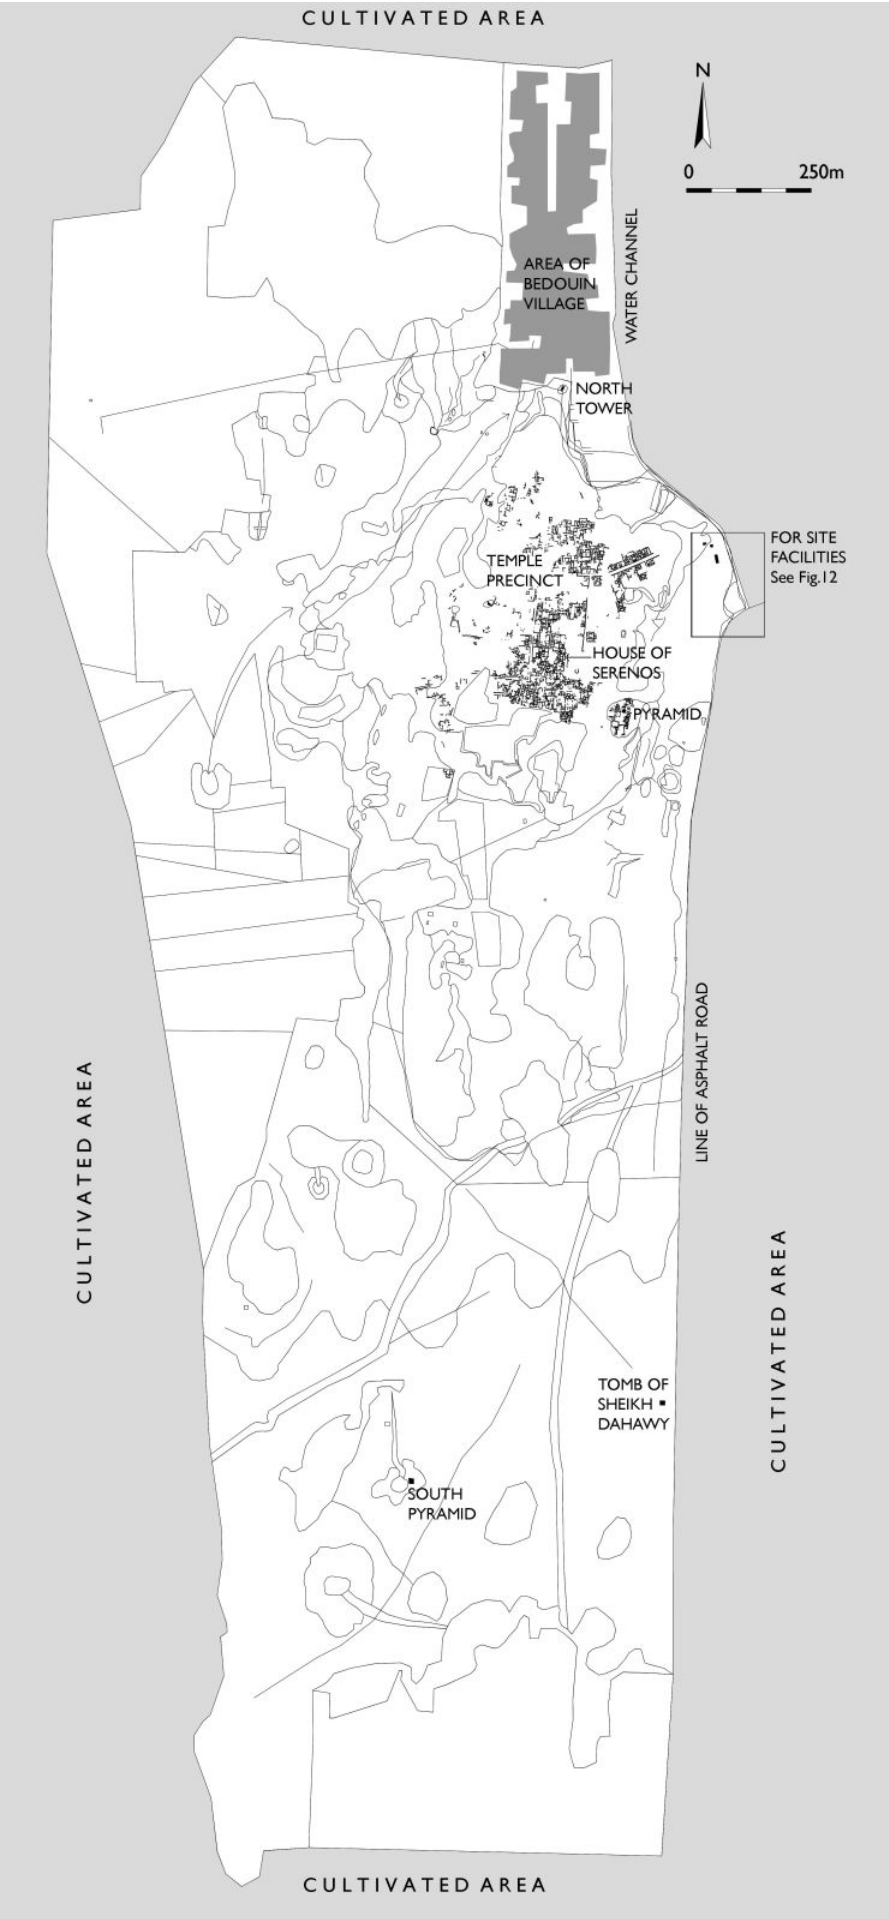 CULTIVATED AREA
N
0 250m
WATER CHANNEL
AREA OF
BEDOUIN
VILLAGE
NORTH
TOWER
FOR SITE
FACILITIES
See Fig.12
TEMPLE
PRECINCT
HOUSE OF
SERENOS
PYRAMID
LINE OF ASPHALT ROAD
CULTIVATED AREA
CULTIVATED AREA
TOMB OF
SHEIKH
DAHAWY
SOUTH
PYRAMID
CULTIVATED AREA